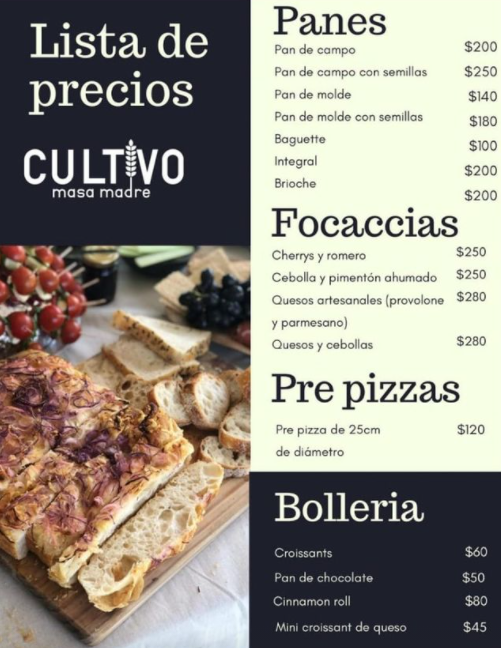 Lista de
precios
CULTIVO
masa madre
Panes
Pan de campo $200
Pan de campo con semillas $250
Pan de molde $140
Pan de molde con semillas $180
Baguette $100
Integral $200
Brioche $200
Focaccias
Cherrys y romero $250
Cebolla y pimentón ahumado $250
Quesos artesanales (provolone $280
y parmesano)
Quesos y cebollas $280
Pre pizzas
Pre pizza de 25cm $120
de diámetro
Bolleria
Croissants $60
Pan de chocolate $50
Cinnamon roll $80
Mini croissant de queso $45